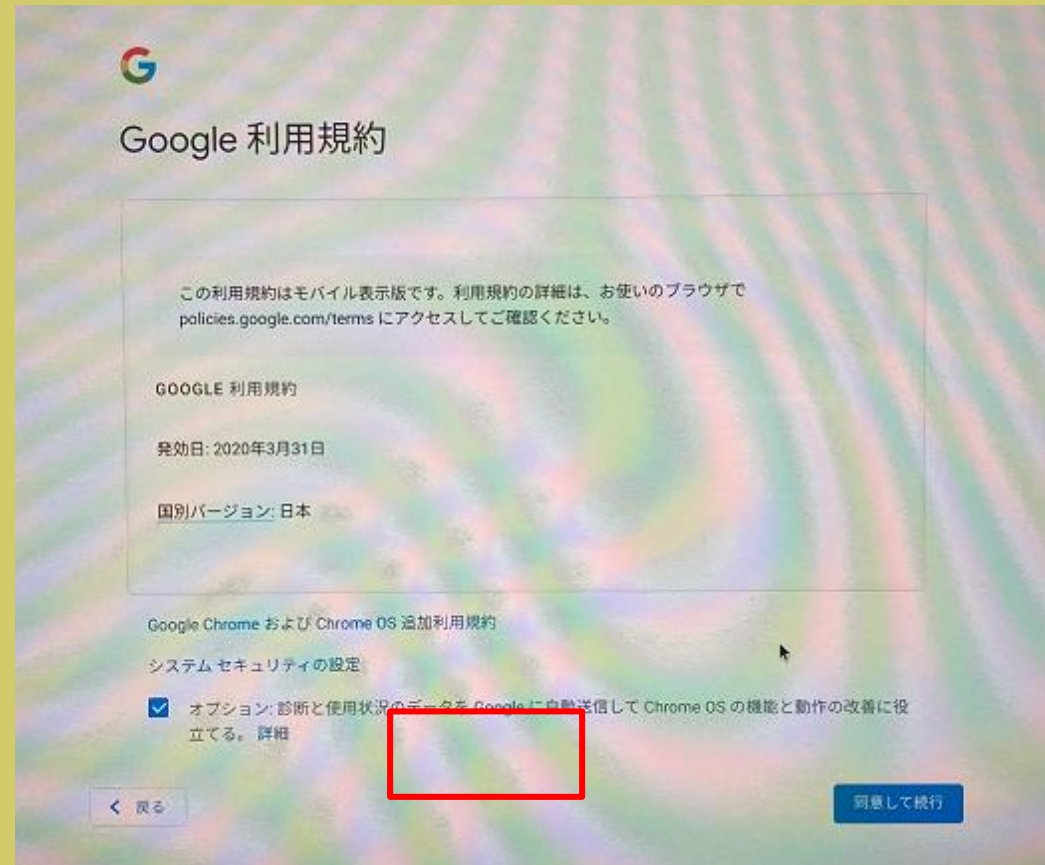 G
Google 利用規約
この利用規約はモバイル表示版です。利用規約の詳細は、お使いのブラウザで
policies.google.com/terms にアクセスしてご確認ください。
GOOGLE 利用規約
発効日: 2020年3月31日
国別バージョン: 日本
Google Chrome および Chrome OS 追加利用規約
システム セキュリティの設定
オプション: 診断と使用状況のデータを Google に自動送信して Chrome OS の機能と動作の改善に役
立てる。 詳細
戻る
同意して続行